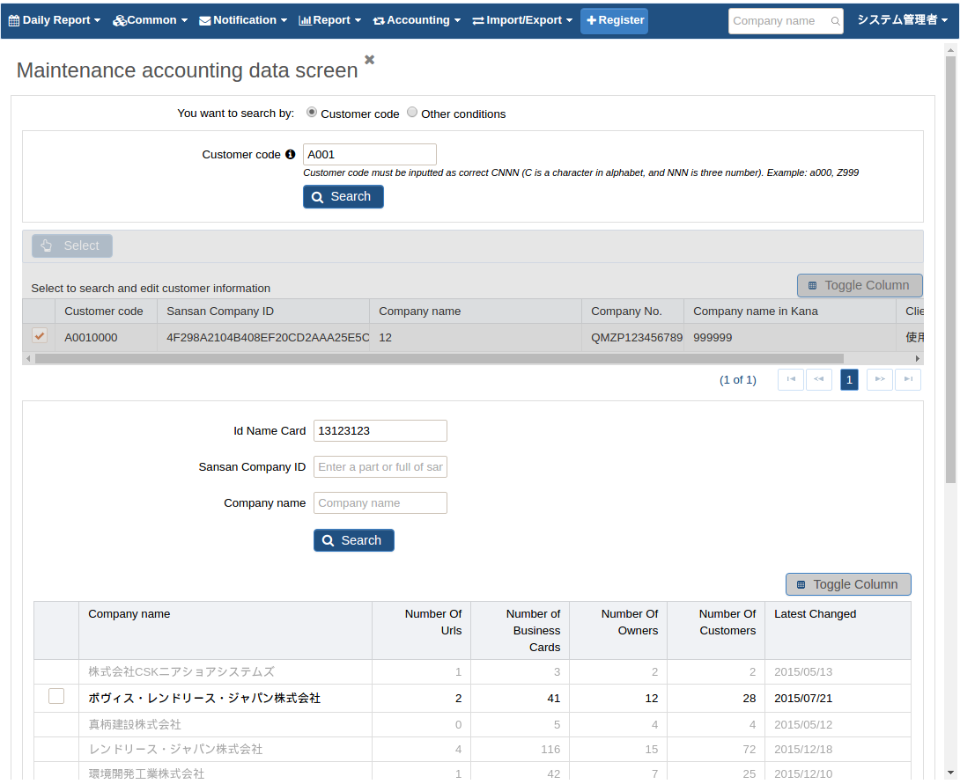 Daily Report Common Notification Report Accounting Import/Export Register Company name システム管理者
Maintenance accounting data screen
You want to search by: Customer code Other conditions
Customer code A001
Customer code must be inputted as correct CNNN (C is a character in alphabet, and NNN is three number). Example: a000, Z999
Search
Select
Select to search and edit customer information Toggle Column
Customer code Sansan Company ID Company name Company No. Company name in Kana Clie
A0010000 4F298A2104B408EF20CD2AAA25E5C 12 QMZP123456789 999999 使用
(1 of 1) 1
Id Name Card 13123123
Sansan Company ID Enter a part or full of sar
Company name Company name
Search
Toggle Column
Company name Number Of Urls Number of Business Cards Number Of Owners Number Of Customers Latest Changed
株式会社CSKニアショアシステムズ 1 3 2 2 2015/05/13
ボヴィス・レンドリース・ジャパン株式会社 2 41 12 28 2015/07/21
真柄建設株式会社 0 5 4 4 2015/05/12
レンドリース・ジャパン株式会社 4 116 15 72 2015/12/18
環境開発工業株式会社 1 42 7 25 2015/12/10